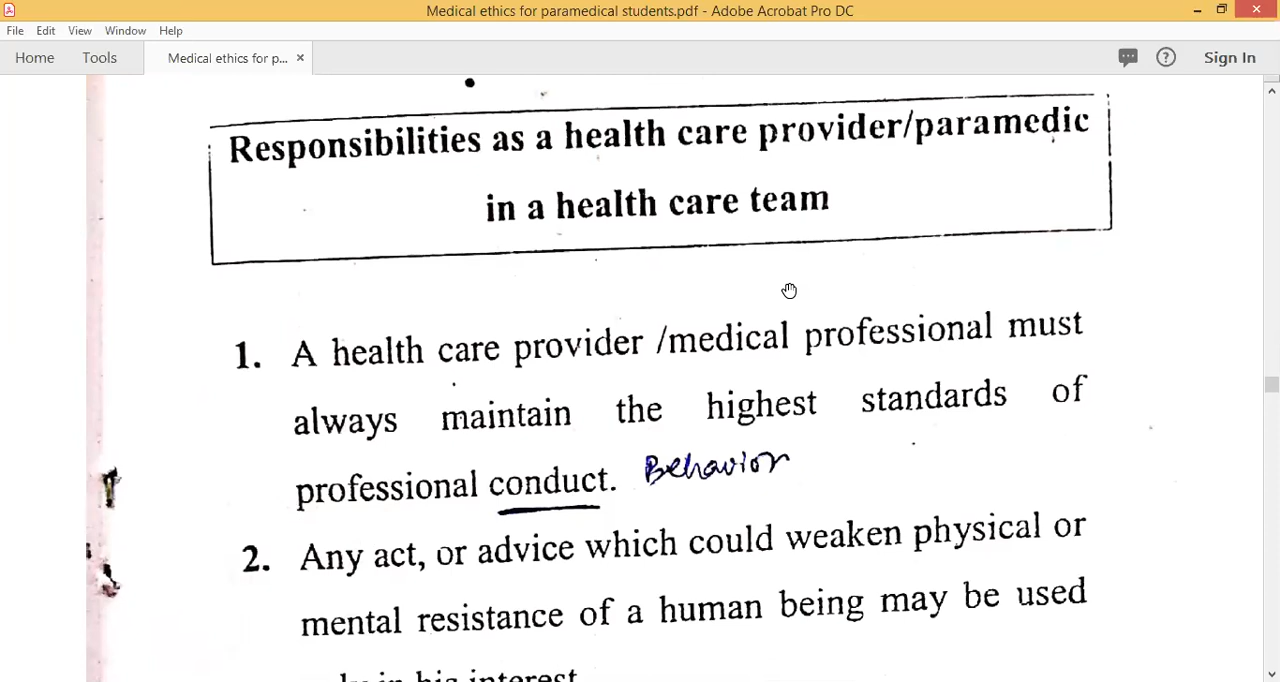 Medical ethics for paramedical students.pdf - Adobe Acrobat Pro DC
File Edit View Window Help
Home Tools Medical ethics for p... × Sign In
Responsibilities as a health care provider/paramedic
in a health care team
1. A health care provider /medical professional must
always maintain the highest standards of
professional conduct. Behavior
2. Any act, or advice which could weaken physical or
mental resistance of a human being may be used
in his interest